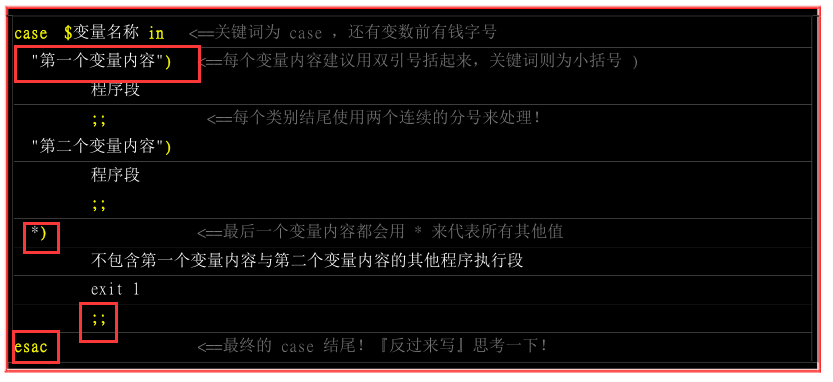 case $变量名称 in <==关键词为 case ，还有变数前有钱字号
"第一个变量内容") <==每个变量内容建议用双引号括起来，关键词则为小括号 )
程序段
;; <==每个类别结尾使用两个连续的分号来处理！
"第二个变量内容")
程序段
;;
*) <==最后一个变量内容都会用 * 来代表所有其他值
不包含第一个变量内容与第二个变量内容的其他程序执行段
exit 1
;;
esac <==最终的 case 结尾！『反过来写』思考一下！